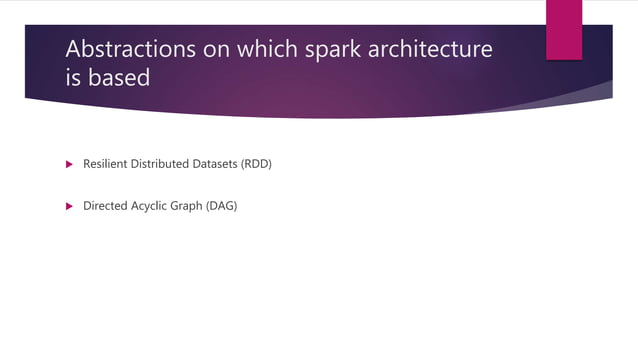 Abstractions on which spark architecture
is based
Resilient Distributed Datasets (RDD)
Directed Acyclic Graph (DAG)